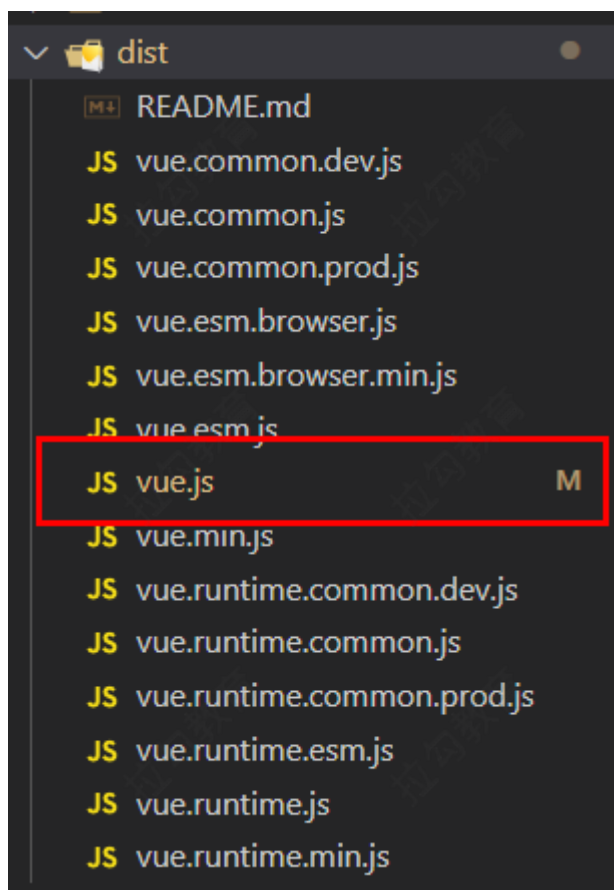 dist
README.md
JS vue.common.dev.js
JS vue.common.js
JS vue.common.prod.js
JS vue.esm.browser.js
JS vue.esm.browser.min.js
JS vue.esm.js
JS vue.js M
JS vue.min.js
JS vue.runtime.common.dev.js
JS vue.runtime.common.js
JS vue.runtime.common.prod.js
JS vue.runtime.esm.js
JS vue.runtime.js
JS vue.runtime.min.js